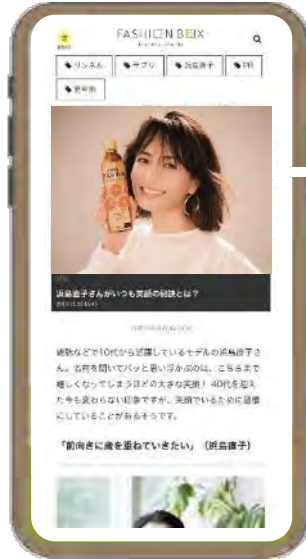 FASHION BOX
リンネル
サプリ
浜島直子
PR
更年期
浜島直子さんがいつも笑顔の秘訣とは?
雑誌などで10代から活躍しているモデルの浜島直子さ
ん。名前を聞いてパッと思い浮かぶのは、こちらまで
嬉しくなってしまうほどの大きな笑顔! 40代を迎え
た今も変わらない印象ですが、笑顔でいるために習慣
にしていることがあるそうです。
「前向きに歳を重ねていきたい」(浜島直子)